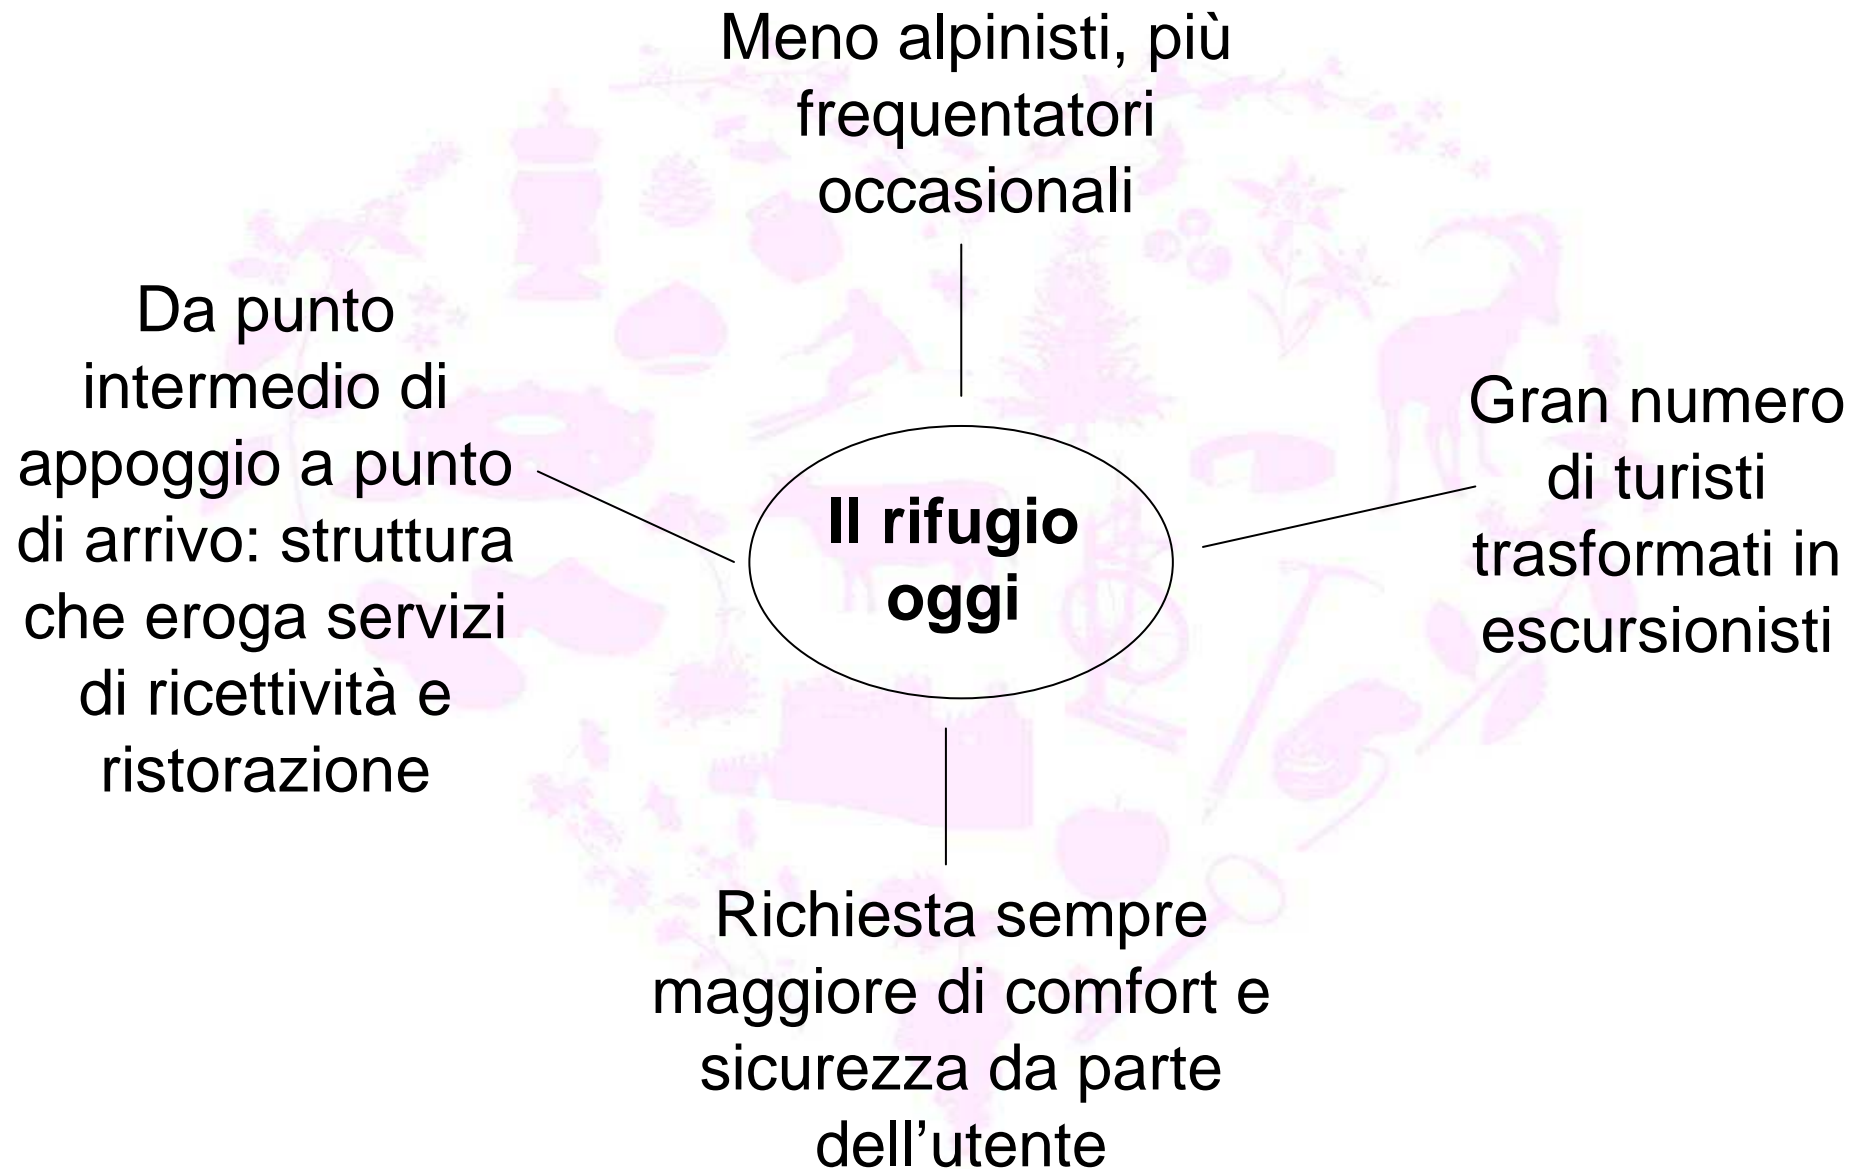 Meno alpinisti, più
frequentatori
occasionali
Da punto
intermedio di
appoggio a punto
di arrivo: struttura
che eroga servizi
di ricettività e
ristorazione
Il rifugio
oggi
Gran numero
di turisti
trasformati in
escursionisti
Richiesta sempre
maggiore di comfort e
sicurezza da parte
dell’utente